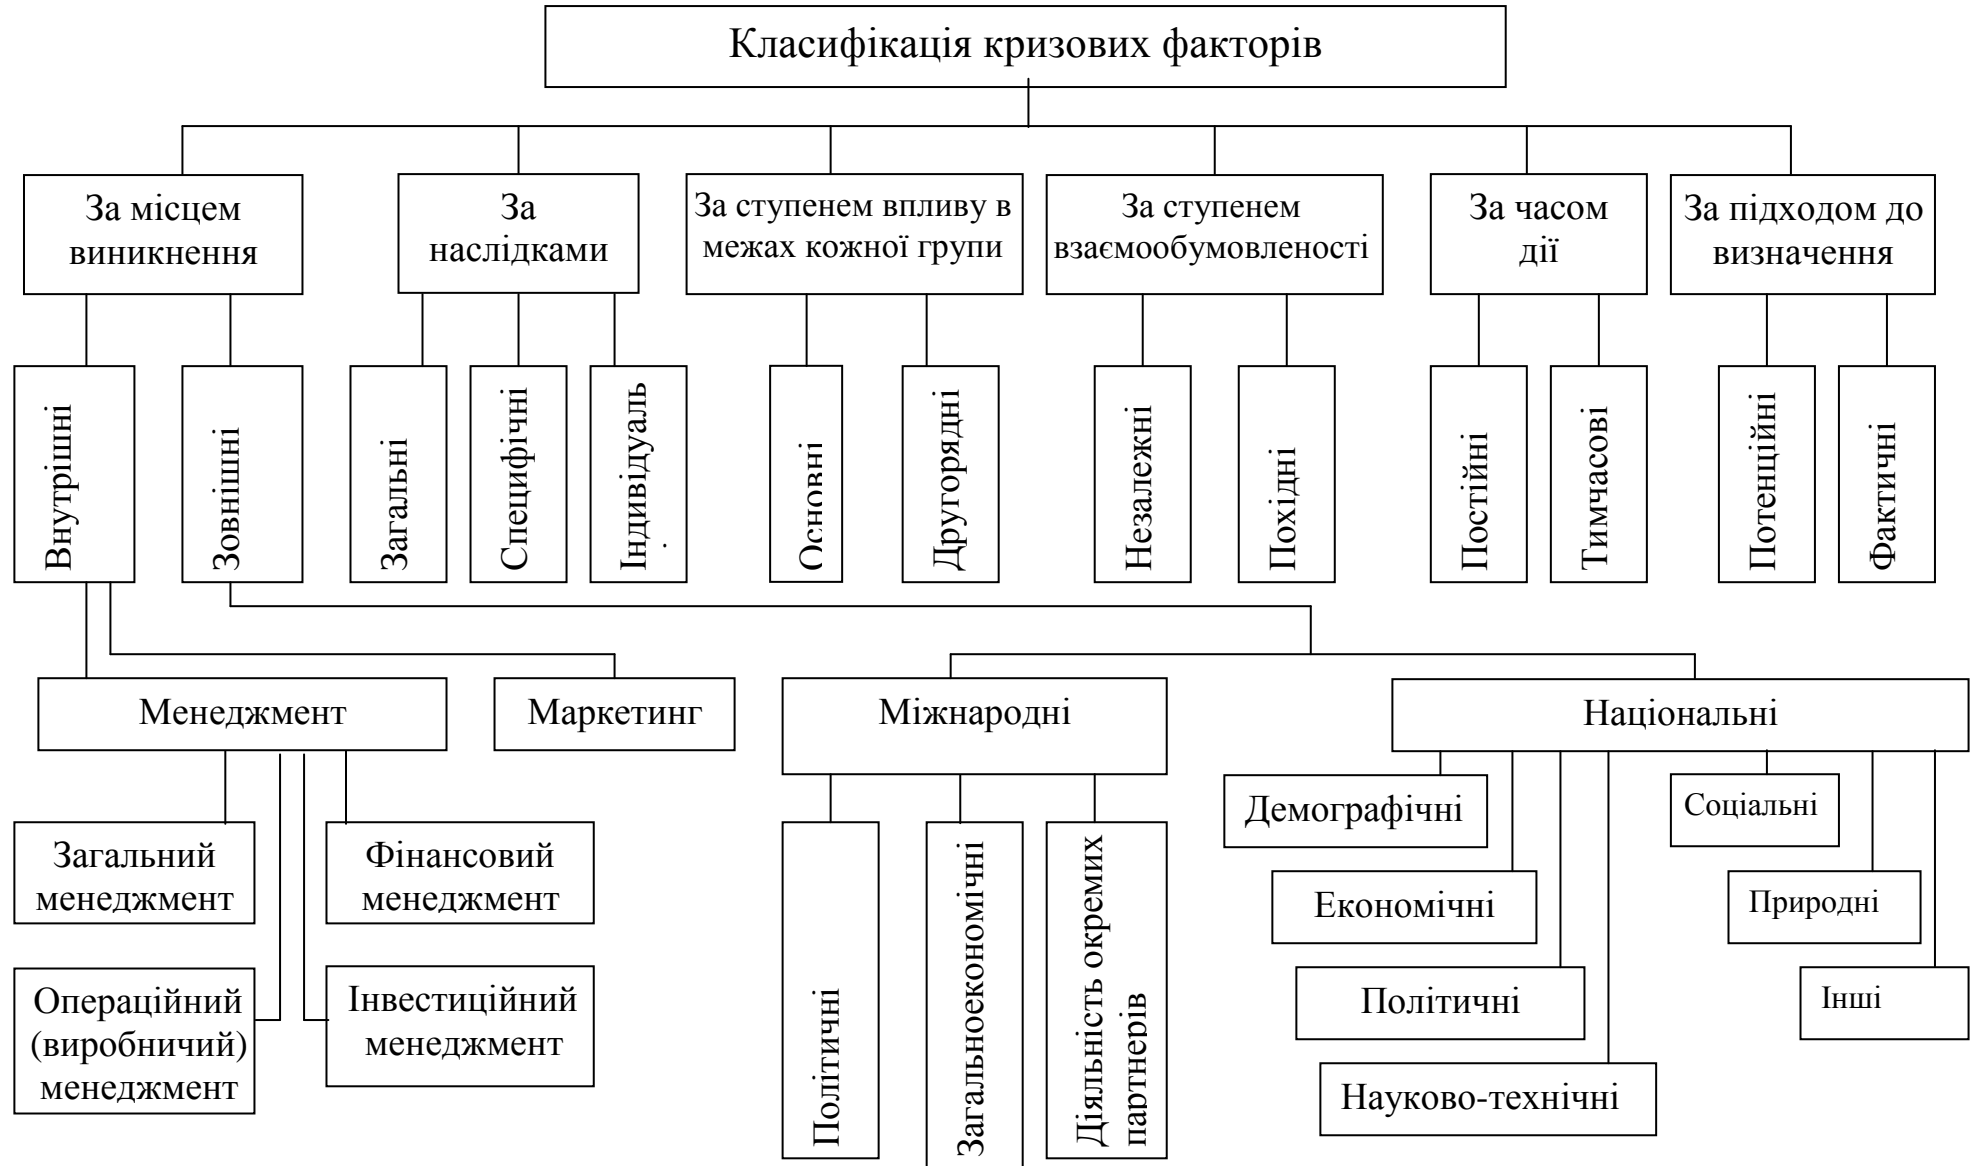 Класифікація кризових факторів
За місцем
виникнення
За
наслідками
За ступенем впливу в
межах кожної групи
За ступенем
взаємообумовленості
За часом
дії
За підходом до
визначення
Внутрішні
Зовнішні
Загальні
Специфічні
Індивідуаль
Основні
Другорядні
Незалежні
Похідні
Постійні
Тимчасові
Потенційні
Фактичні
Менеджмент
Маркетинг
Міжнародні
Національні
Загальний
менеджмент
Фінансовий
менеджмент
Операційний
(виробничий)
менеджмент
Інвестиційний
менеджмент
Політичні
Загальноекономічні
Діяльність окремих
партнерів
Демографічні
Економічні
Політичні
Науково-технічні
Соціальні
Природні
Інші